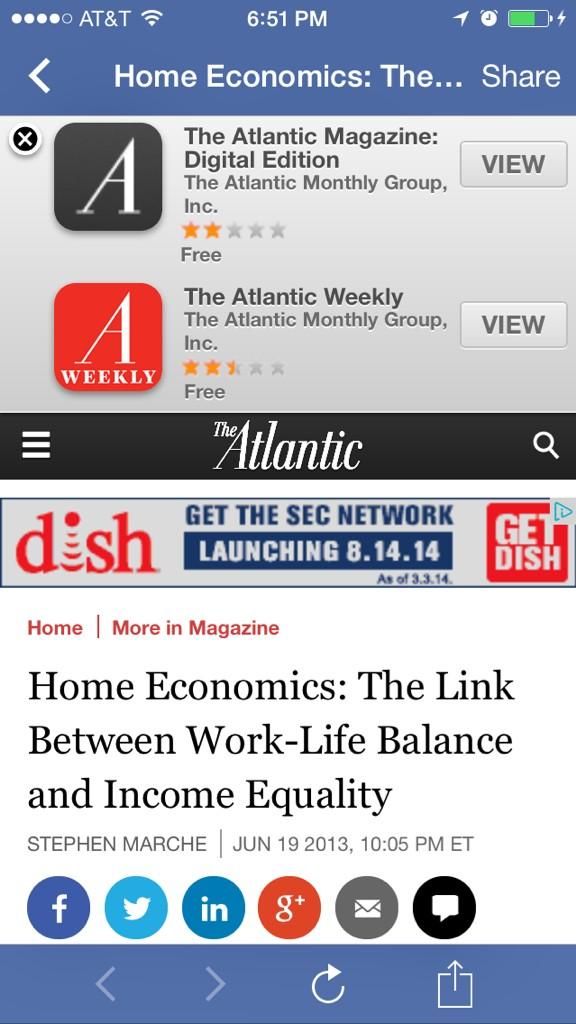 AT&T 6:51 PM
Home Economics: The... Share
The Atlantic Magazine:
Digital Edition
The Atlantic Monthly Group,
Inc.
Free
VIEW
A
The Atlantic Weekly
The Atlantic Monthly Group,
Inc.
Free
VIEW
A
WEEKLY
The Atlantic
dish
GET THE SEC NETWORK
LAUNCHING 8.14.14
As of 3.3.14.
GET
DISH
Home | More in Magazine
Home Economics: The Link
Between Work-Life Balance
and Income Equality
STEPHEN MARCHE | JUN 19 2013, 10:05 PM ET
f
in
g+